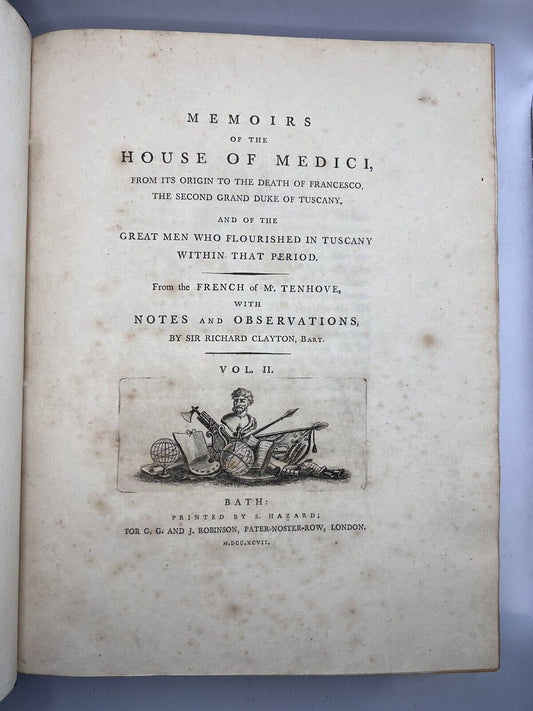 MEMOIRS
OF THE
HOUSE OF MEDICI,
FROM ITS ORIGIN TO THE DEATH OF FRANCESCO,
THE SECOND GRAND DUKE OF TUSCANY.
AND OF THE
GREAT MEN WHO FLOURISHED IN TUSCANY
WITHIN THAT PERIOD.
From the FRENCH of Mr. TENHOVE,
WITH
NOTES AND OBSERVATIONS,
BY SIR RICHARD CLAYTON, BART.
VOL. II.
BATH:
PRINTED BY S. HAZARD;
FOR G. G. AND J. ROBINSON, PATER-NOSTER-ROW, LONDON.
M.DCC.XCVII.